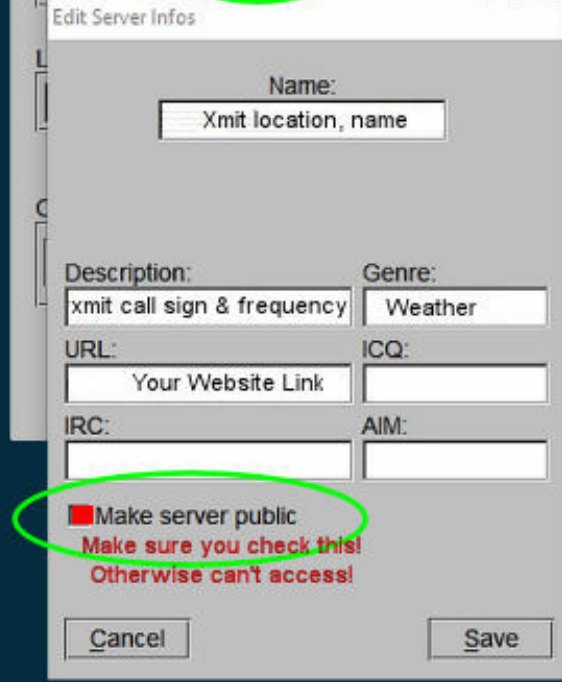 Edit Server Infos
L
Name:
Xmit location, name
C
Description: Genre:
xmit call sign & frequency Weather
URL: ICQ:
Your Website Link
IRC: AIM:
Make server public
Make sure you check this!
Otherwise can't access!
Cancel Save